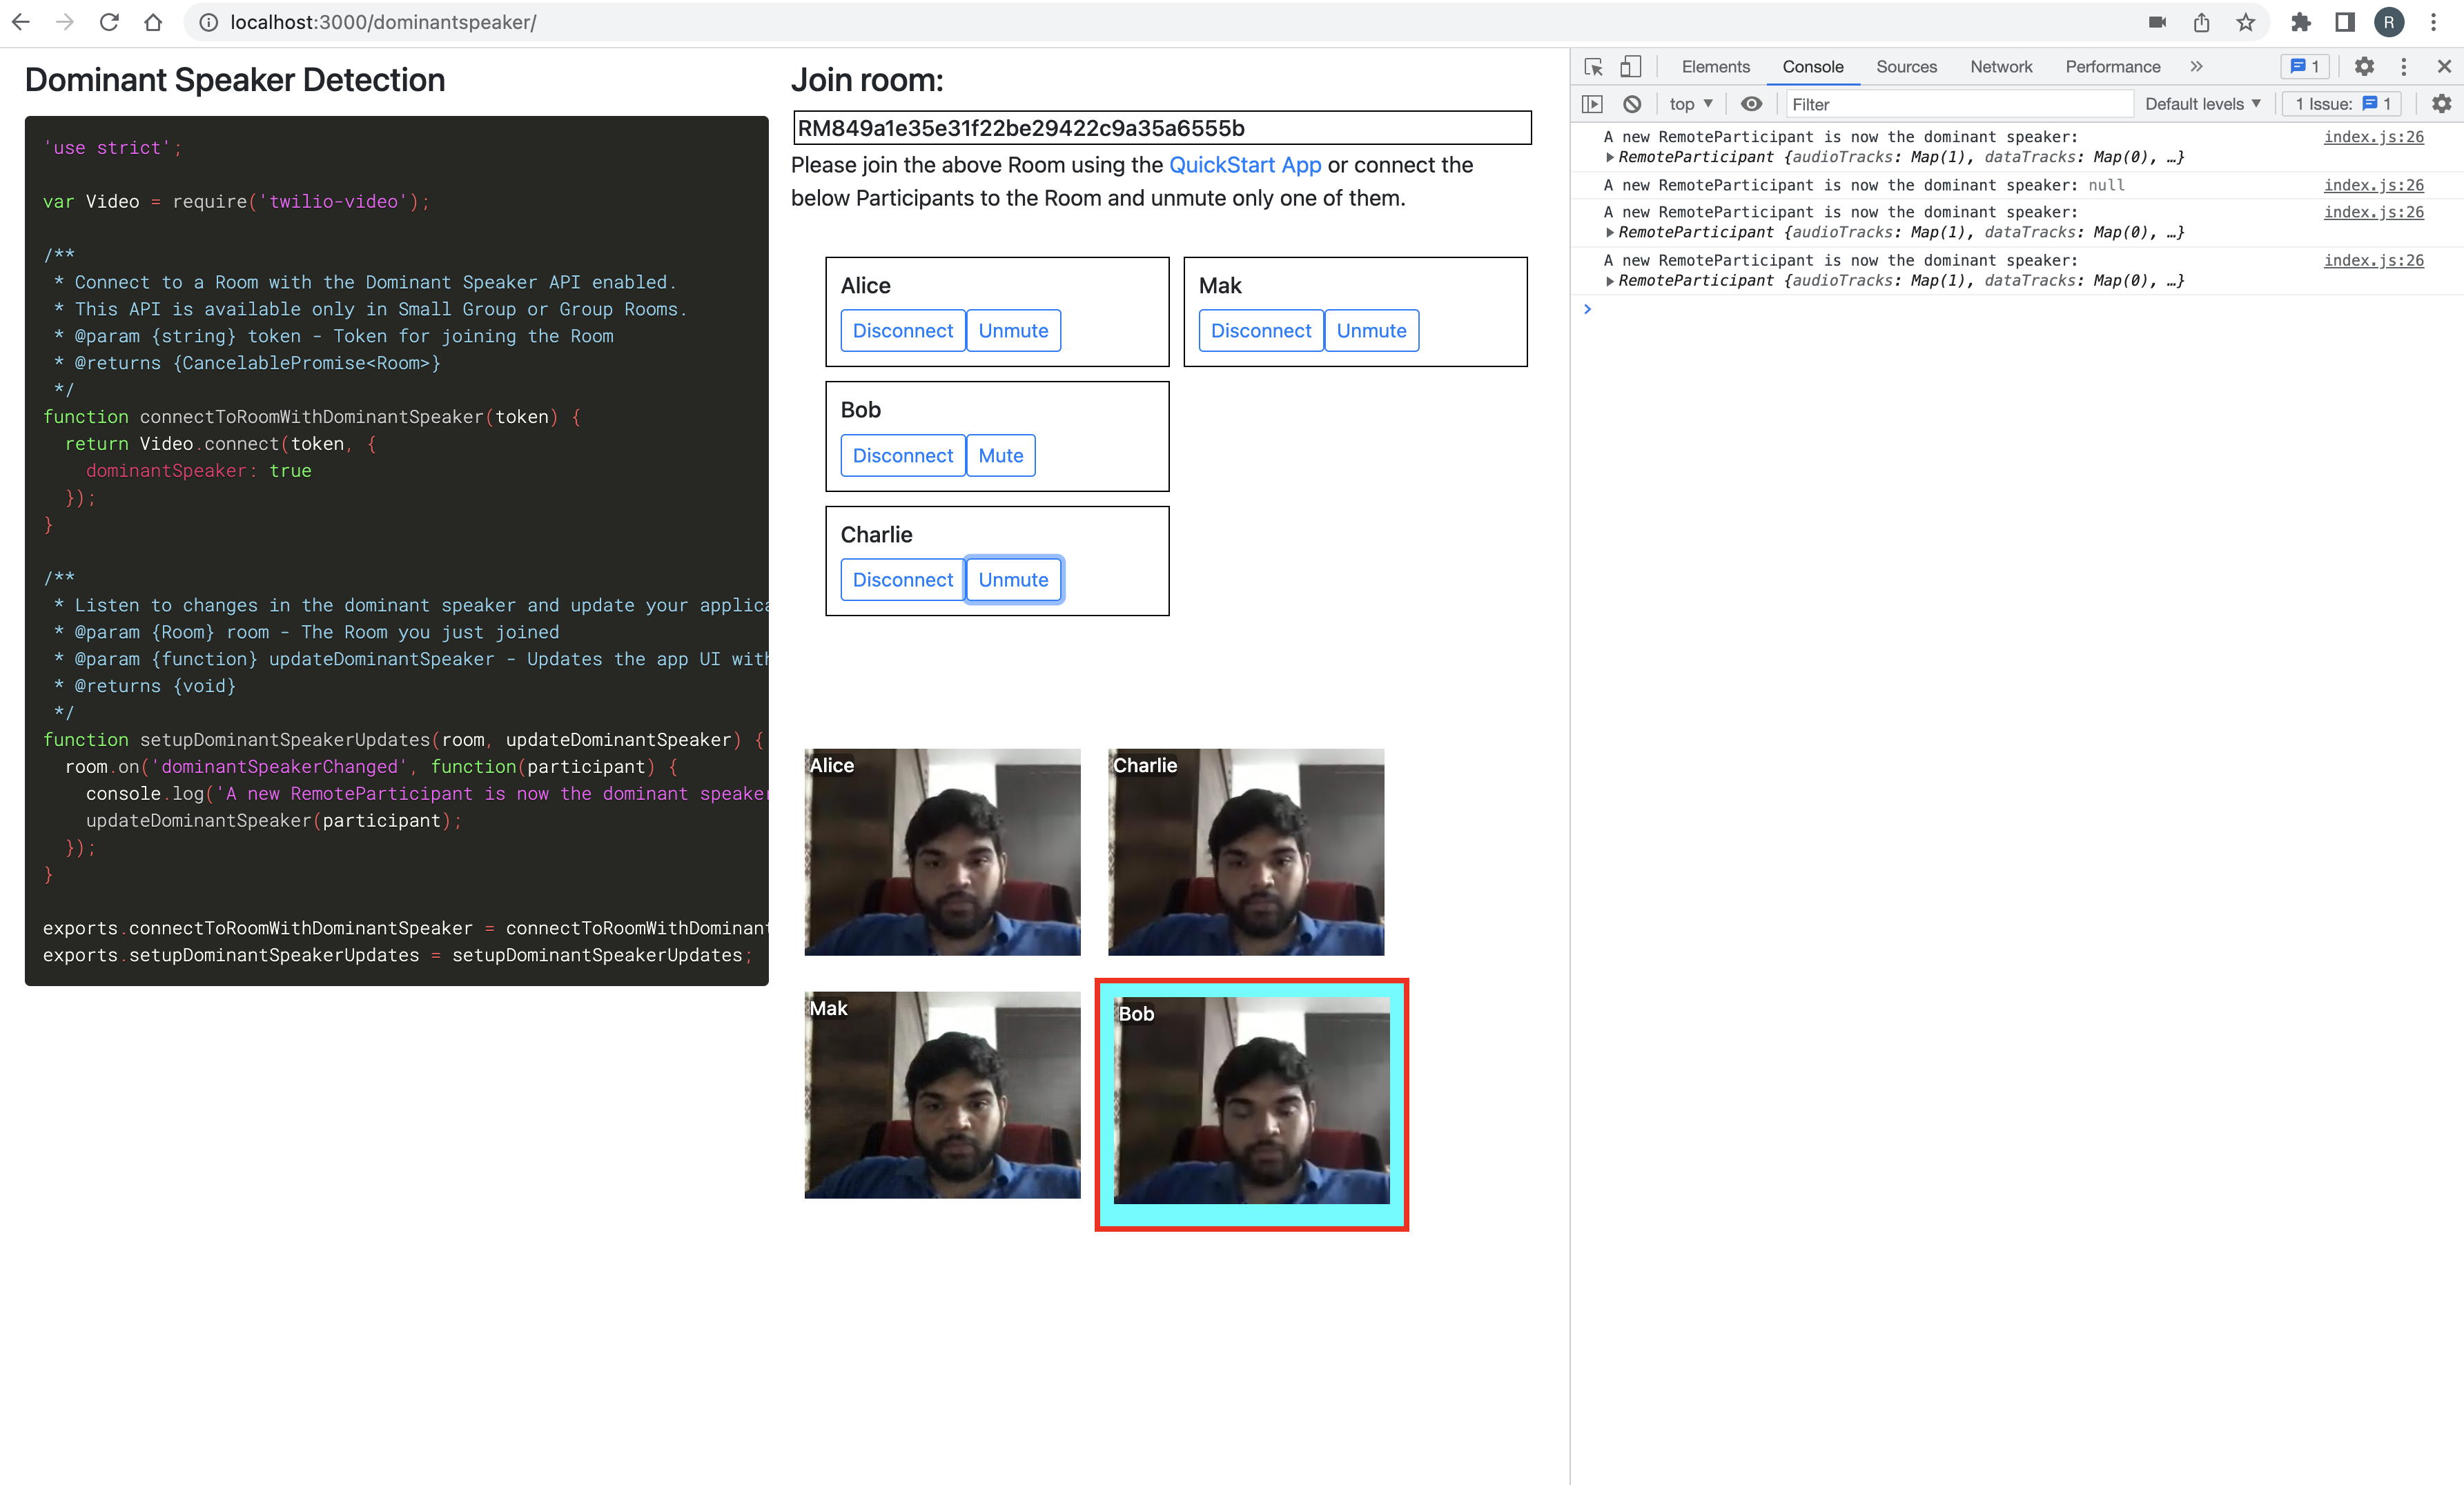 localhost:3000/dominantspeaker/
R
Dominant Speaker Detection
'use strict';
var Video = require('twilio-video');
/**
* Connect to a Room with the Dominant Speaker API enabled.
* This API is available only in Small Group or Group Rooms.
* @param {string} token - Token for joining the Room
* @returns {CancelablePromise<Room>}
*/
function connectToRoomWithDominantSpeaker(token) {
return Video.connect(token, {
dominantSpeaker: true
});
}
/**
* Listen to changes in the dominant speaker and update your applica
* @param {Room} room - The Room you just joined
* @param {function} updateDominantSpeaker - Updates the app UI with
* @returns {void}
*/
function setupDominantSpeakerUpdates(room, updateDominantSpeaker) {
room.on('dominantSpeakerChanged', function(participant) {
console.log('A new RemoteParticipant is now the dominant speaker
updateDominantSpeaker(participant);
});
}
exports.connectToRoomWithDominantSpeaker = connectToRoomWithDominant
exports.setupDominantSpeakerUpdates = setupDominantSpeakerUpdates;
Join room:
RM849a1e35e31f22be29422c9a35a6555b
Please join the above Room using the QuickStart App or connect the
below Participants to the Room and unmute only one of them.
Alice
Disconnect Unmute
Mak
Disconnect Unmute
Bob
Disconnect Mute
Charlie
Disconnect Unmute
Alice
Charlie
Mak
Bob
Elements Console Sources Network Performance 1
top Filter Default levels 1 Issue: 1
A new RemoteParticipant is now the dominant speaker: index.js:26
RemoteParticipant {audioTracks: Map(1), dataTracks: Map(0), …}
A new RemoteParticipant is now the dominant speaker: null index.js:26
A new RemoteParticipant is now the dominant speaker: index.js:26
RemoteParticipant {audioTracks: Map(1), dataTracks: Map(0), …}
A new RemoteParticipant is now the dominant speaker: index.js:26
RemoteParticipant {audioTracks: Map(1), dataTracks: Map(0), …}